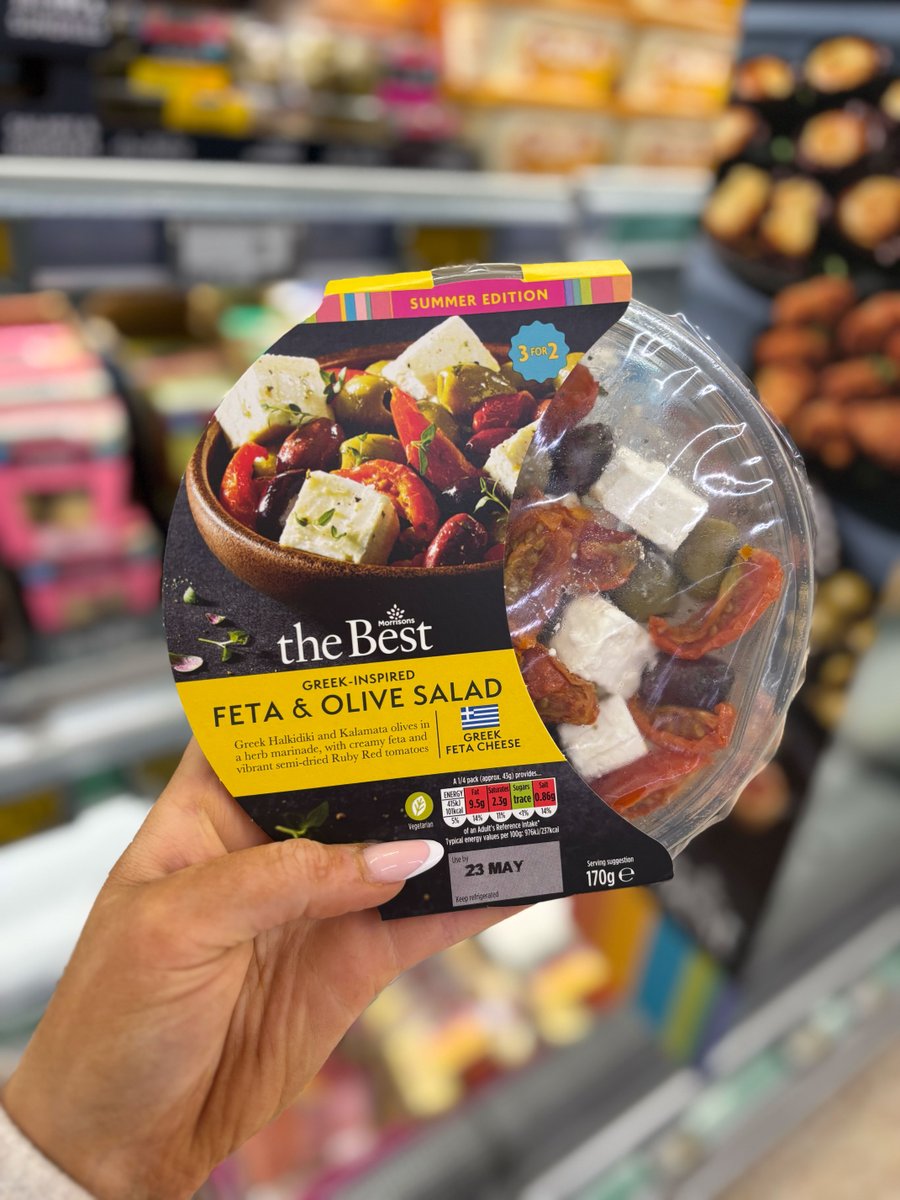 SUMMER EDITION
3 FOR 2
Morrisons
the Best
GREEK-INSPIRED
FETA & OLIVE SALAD
Greek Halkidiki and Kalamata olives in
a herb marinade, with creamy feta and
vibrant semi-dried Ruby Red tomatoes
GREEK
FETA CHEESE
A 1/4 pack (approx. 43g) provides...
ENERGY Fat Saturates Sugars Salt
415kJ 9.5g 2.3g trace 0.86g
101kcal
5% 14% 11% <1% 14%
of an Adult's Reference Intake*
Typical energy values per 100g: 976kJ/237kcal
Vegetarian
Use by
23 MAY
Keep refrigerated
Serving suggestion
170g e